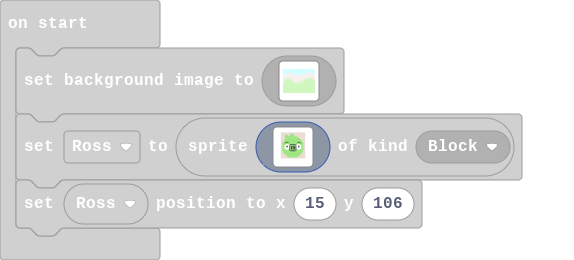 on start
set background image to
set Ross to sprite of kind Block
set Ross position to x 15 y 106